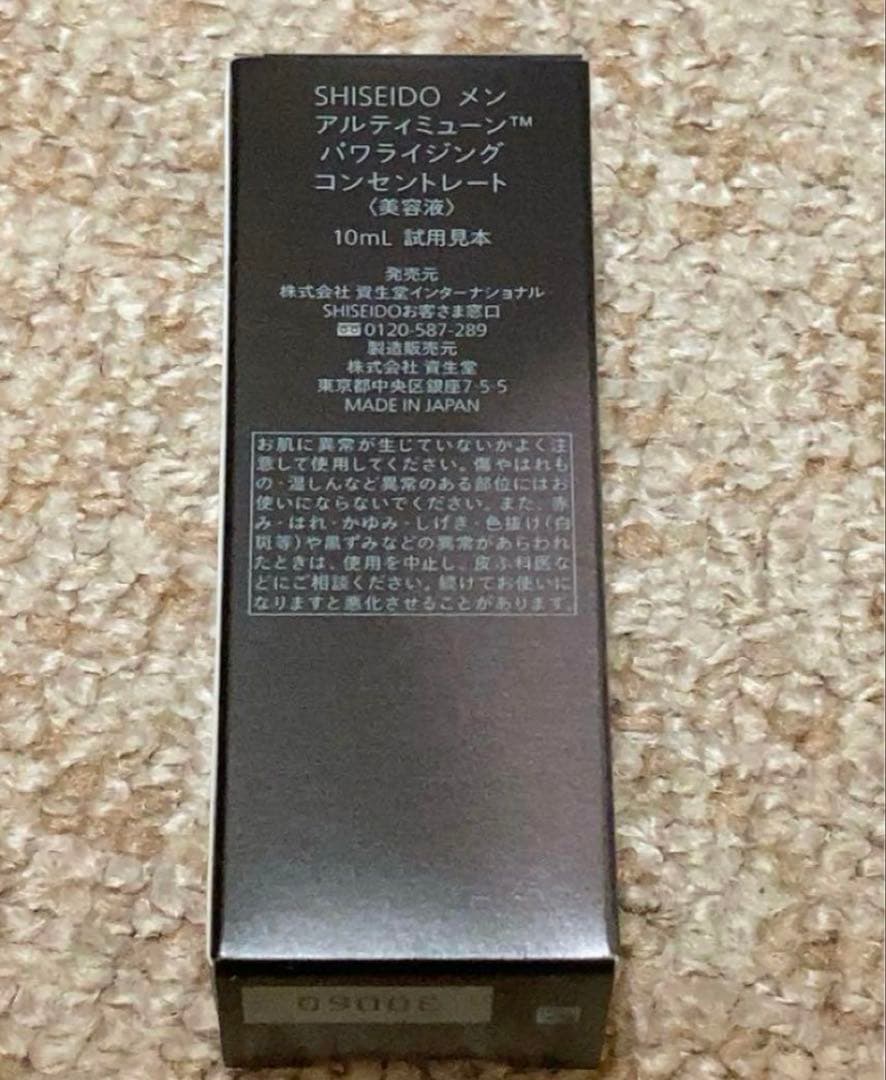 SHISEIDO メン
アルティミューン™
パワライジング
コンセントレート
〈美容液〉
10mL 試用見本
発売元
株式会社 資生堂インターナショナル
SHISEIDOお客さま窓口
0120-587-289
製造販売元
株式会社 資生堂
東京都中央区銀座7-5-5
MADE IN JAPAN
お肌に異常が生じていないかよく注
意して使用してください。傷やはれも
の・湿しんなど異常のある部位にはお
使いにならないでください。また、赤
み・はれ・かゆみ・しげき・色抜け(白
斑等)や黒ずみなどの異常があらわれ
たときは、使用を中止し、皮ふ科医な
どにご相談ください。続けてお使いに
なりますと悪化させることがあります。